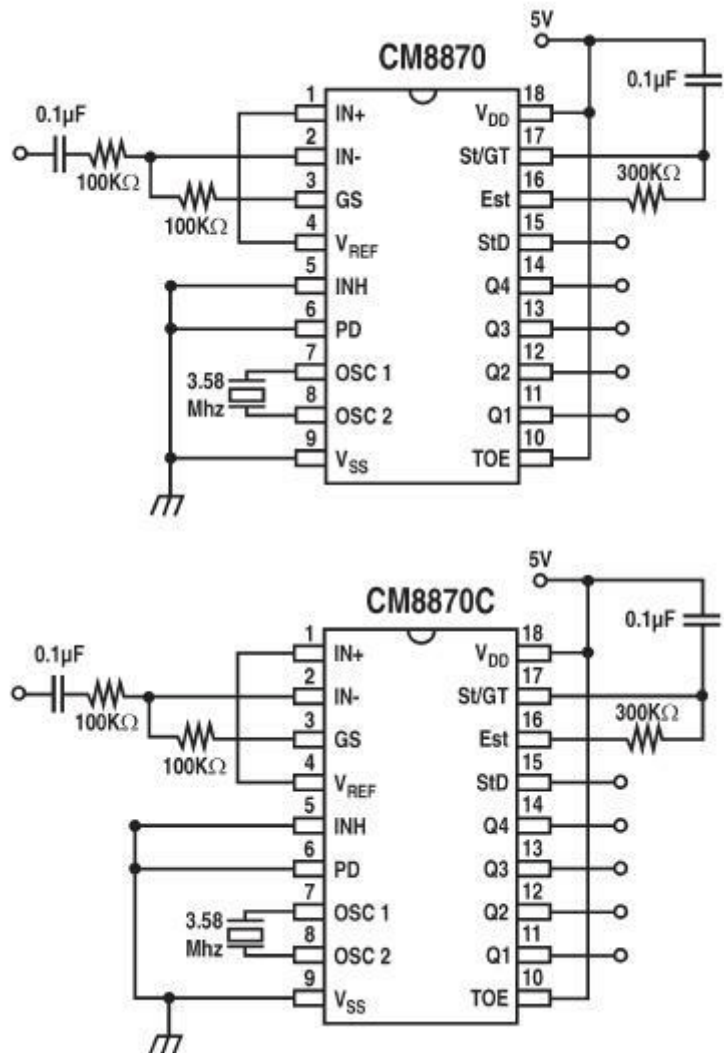 5V
CM8870
0.1µF
0.1µF
100KΩ
100KΩ
300KΩ
1 IN+
2 IN-
3 GS
4 VREF
5 INH
6 PD
7 OSC 1
8 OSC 2
9 VSS
3.58
Mhz
18 VDD
17 St/GT
16 Est
15 StD
14 Q4
13 Q3
12 Q2
11 Q1
10 TOE
5V
CM8870C
0.1µF
0.1µF
100KΩ
100KΩ
300KΩ
1 IN+
2 IN-
3 GS
4 VREF
5 INH
6 PD
7 OSC 1
8 OSC 2
9 VSS
3.58
Mhz
18 VDD
17 St/GT
16 Est
15 StD
14 Q4
13 Q3
12 Q2
11 Q1
10 TOE